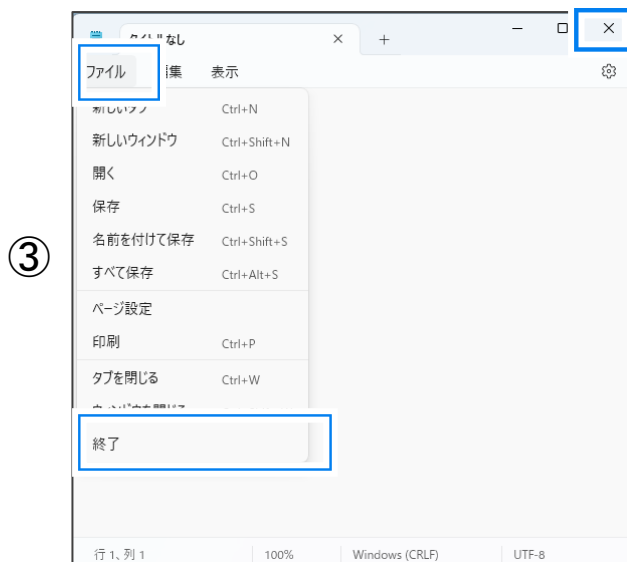 なし
×
+
ファイル
集
表示
Ctrl+N
新しいウィンドウ Ctrl+Shift+N
開く Ctrl+O
保存 Ctrl+S
名前を付けて保存 Ctrl+Shift+S
③
すべて保存 Ctrl+Alt+S
ページ設定
印刷 Ctrl+P
タブを閉じる Ctrl+W
終了
行 1、列 1 100% Windows (CRLF) UTF-8